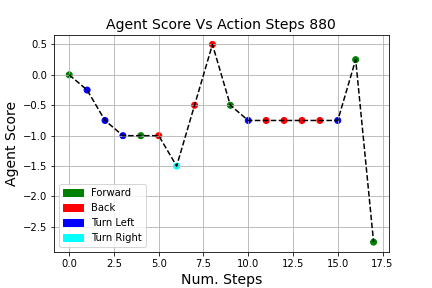 Agent Score Vs Action Steps 880
Agent Score
0.5
0.0
−0.5
−1.0
−1.5
−2.0
−2.5
Forward
Back
Turn Left
Turn Right
0.0 2.5 5.0 7.5 10.0 12.5 15.0 17.5
Num. Steps